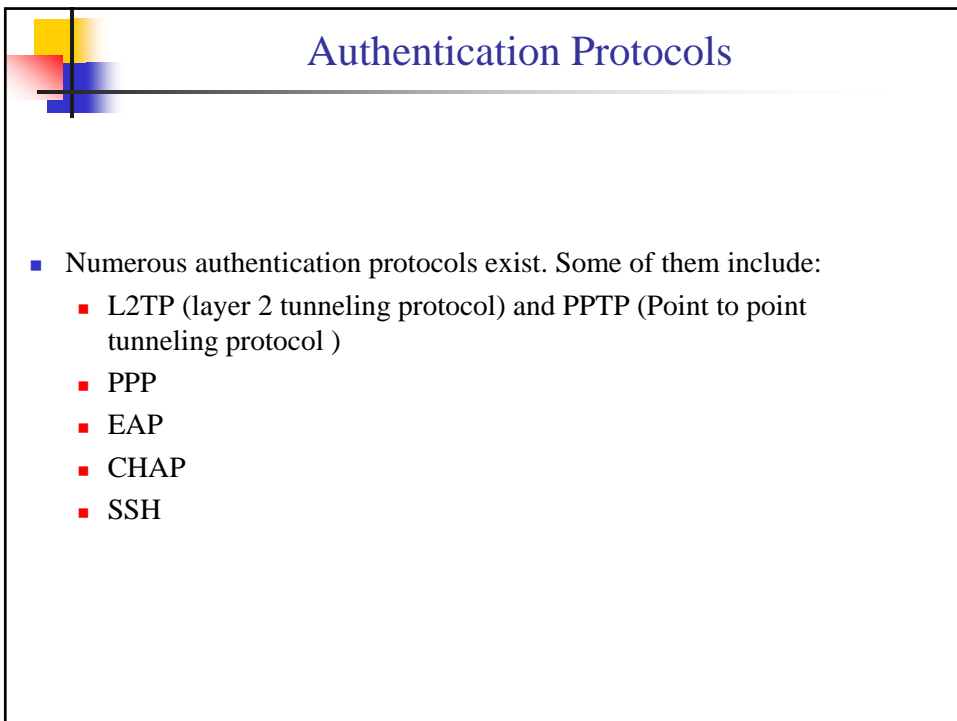 Authentication Protocols
Numerous authentication protocols exist. Some of them include:
L2TP (layer 2 tunneling protocol) and PPTP (Point to point
tunneling protocol )
PPP
EAP
CHAP
SSH